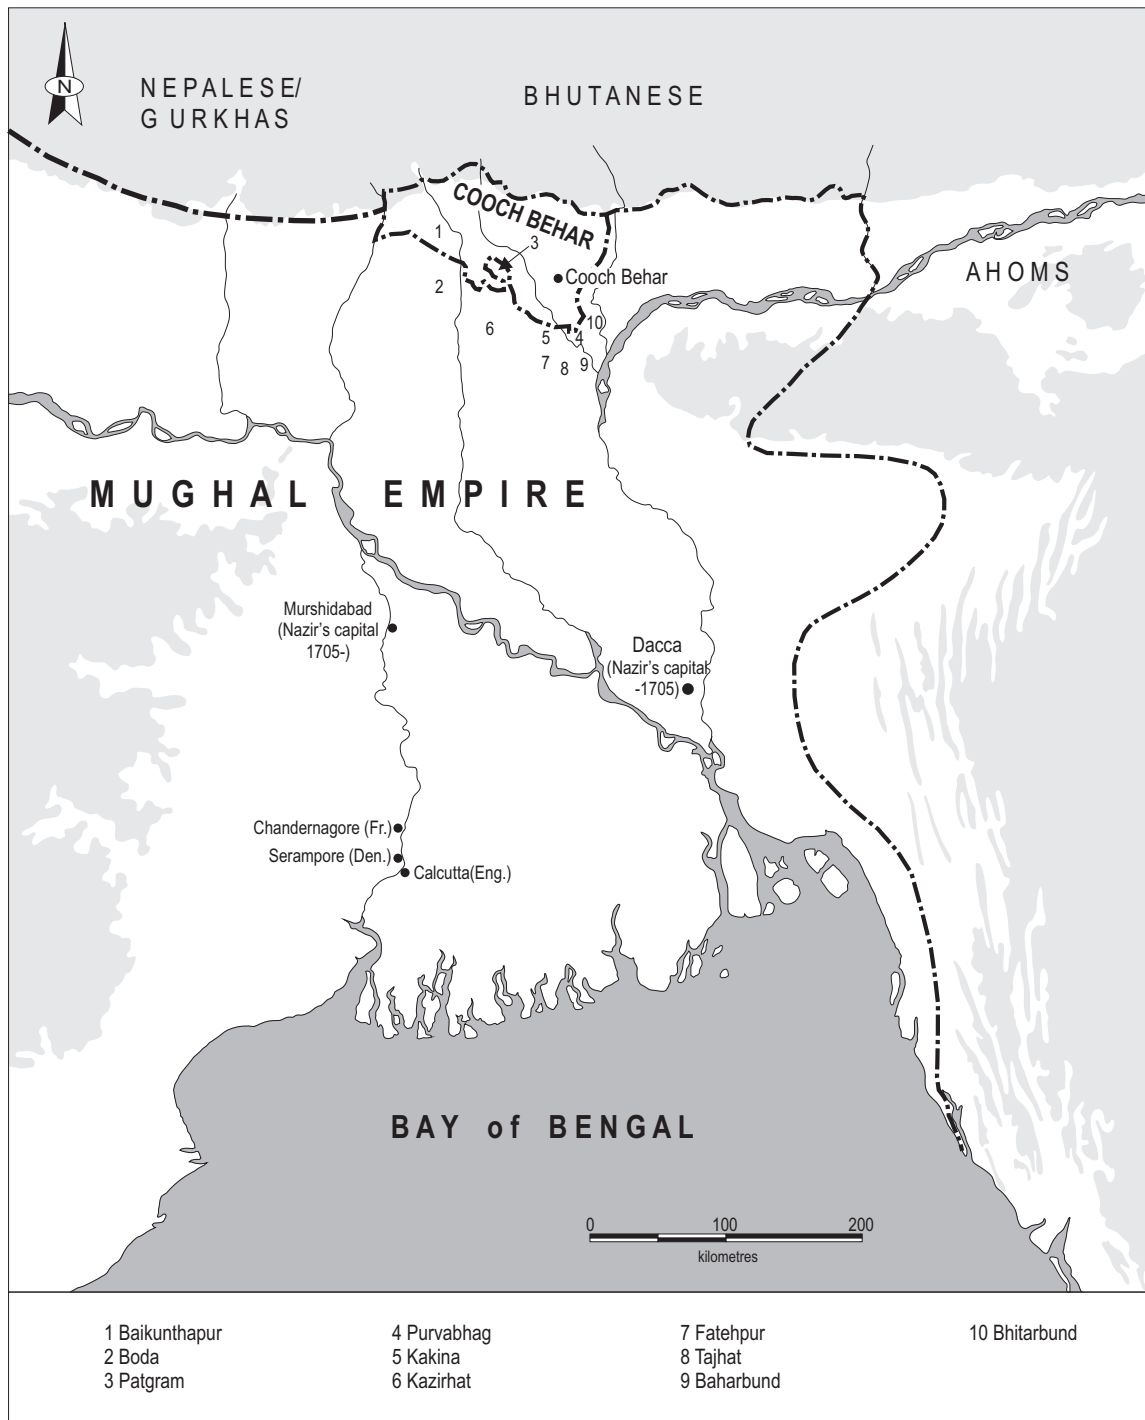 N
NEPALESE/
GURKHAS
BHUTANESE
COOCH BEHAR
1
3
Cooch Behar
2
AHOMS
10
6
5
4
7
8
9
MUGHAL EMPIRE
Murshidabad
(Nazir's capital
1705-)
Dacca
(Nazir's capital
-1705)
Chandernagore (Fr.)
Serampore (Den.)
Calcutta(Eng.)
BAY of BENGAL
0 100 200
kilometres
1 Baikunthapur
2 Boda
3 Patgram
4 Purvabhag
5 Kakina
6 Kazirhat
7 Fatehpur
8 Tajhat
9 Baharbund
10 Bhitarbund